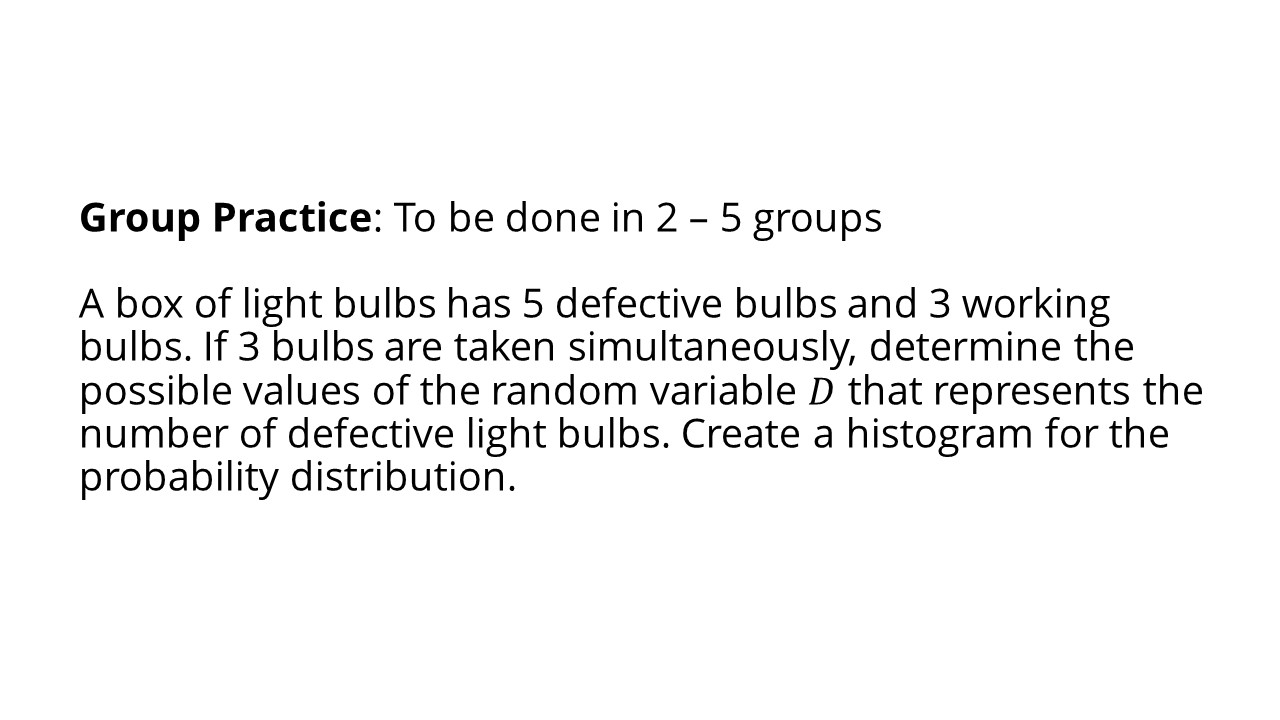 Group Practice: To be done in 2 – 5 groups
A box of light bulbs has 5 defective bulbs and 3 working
bulbs. If 3 bulbs are taken simultaneously, determine the
possible values of the random variable D that represents the
number of defective light bulbs. Create a histogram for the
probability distribution.